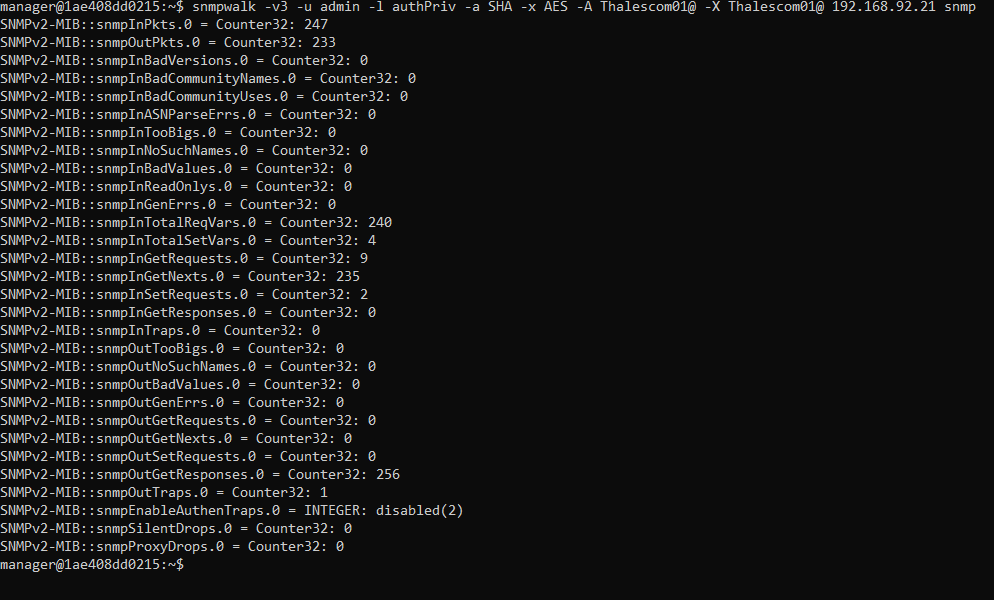 manager@1ae408dd0215:~$ snmpwalk -v3 -u admin -l authPriv -a SHA -x AES -A Thalescom01@ -X Thalescom01@ 192.168.92.21 snmp
SNMPv2-MIB::snmpInPkts.0 = Counter32: 247
SNMPv2-MIB::snmpOutPkts.0 = Counter32: 233
SNMPv2-MIB::snmpInBadVersions.0 = Counter32: 0
SNMPv2-MIB::snmpInBadCommunityNames.0 = Counter32: 0
SNMPv2-MIB::snmpInBadCommunityUses.0 = Counter32: 0
SNMPv2-MIB::snmpInASNParseErrs.0 = Counter32: 0
SNMPv2-MIB::snmpInTooBigs.0 = Counter32: 0
SNMPv2-MIB::snmpInNoSuchNames.0 = Counter32: 0
SNMPv2-MIB::snmpInBadValues.0 = Counter32: 0
SNMPv2-MIB::snmpInReadOnlys.0 = Counter32: 0
SNMPv2-MIB::snmpInGenErrs.0 = Counter32: 0
SNMPv2-MIB::snmpInTotalReqVars.0 = Counter32: 240
SNMPv2-MIB::snmpInTotalSetVars.0 = Counter32: 4
SNMPv2-MIB::snmpInGetRequests.0 = Counter32: 9
SNMPv2-MIB::snmpInGetNexts.0 = Counter32: 235
SNMPv2-MIB::snmpInSetRequests.0 = Counter32: 2
SNMPv2-MIB::snmpInGetResponses.0 = Counter32: 0
SNMPv2-MIB::snmpInTraps.0 = Counter32: 0
SNMPv2-MIB::snmpOutTooBigs.0 = Counter32: 0
SNMPv2-MIB::snmpOutNoSuchNames.0 = Counter32: 0
SNMPv2-MIB::snmpOutBadValues.0 = Counter32: 0
SNMPv2-MIB::snmpOutGenErrs.0 = Counter32: 0
SNMPv2-MIB::snmpOutGetRequests.0 = Counter32: 0
SNMPv2-MIB::snmpOutGetNexts.0 = Counter32: 0
SNMPv2-MIB::snmpOutSetRequests.0 = Counter32: 0
SNMPv2-MIB::snmpOutGetResponses.0 = Counter32: 256
SNMPv2-MIB::snmpOutTraps.0 = Counter32: 1
SNMPv2-MIB::snmpEnableAuthenTraps.0 = INTEGER: disabled(2)
SNMPv2-MIB::snmpSilentDrops.0 = Counter32: 0
SNMPv2-MIB::snmpProxyDrops.0 = Counter32: 0
manager@1ae408dd0215:~$